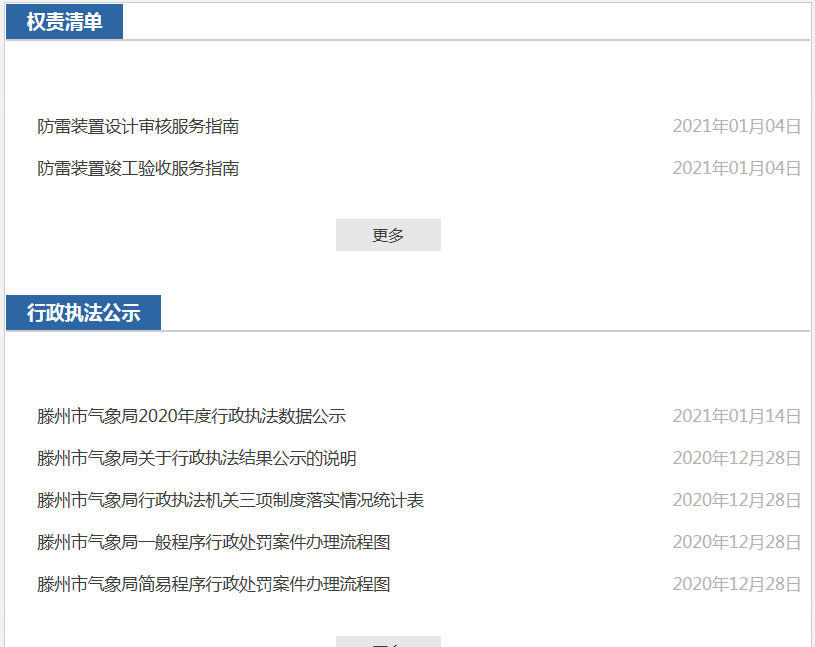 权责清单
防雷装置设计审核服务指南 2021年01月04日
防雷装置竣工验收服务指南 2021年01月04日
更多
行政执法公示
滕州市气象局2020年度行政执法数据公示 2021年01月14日
滕州市气象局关于行政执法结果公示的说明 2020年12月28日
滕州市气象局行政执法机关三项制度落实情况统计表 2020年12月28日
滕州市气象局一般程序行政处罚案件办理流程图 2020年12月28日
滕州市气象局简易程序行政处罚案件办理流程图 2020年12月28日